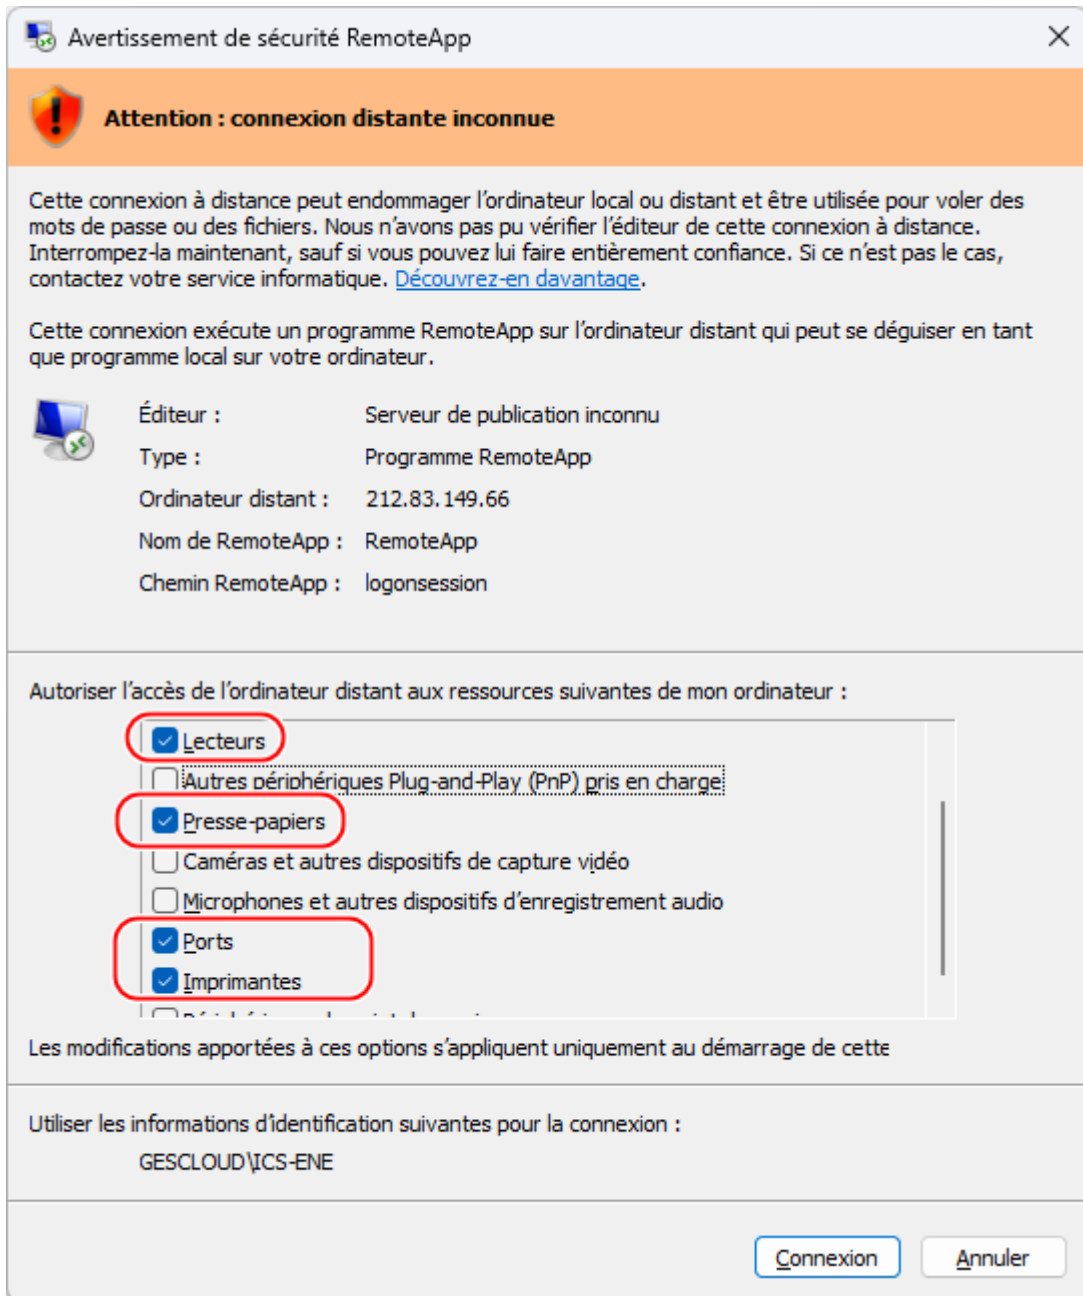 Avertissement de sécurité RemoteApp
Attention : connexion distante inconnue
Cette connexion à distance peut endommager l’ordinateur local ou distant et être utilisée pour voler des
mots de passe ou des fichiers. Nous n’avons pas pu vérifier l’éditeur de cette connexion à distance.
Interrompez-la maintenant, sauf si vous pouvez lui faire entièrement confiance. Si ce n’est pas le cas,
contactez votre service informatique. Découvrez-en davantage.
Cette connexion exécute un programme RemoteApp sur l’ordinateur distant qui peut se déguiser en tant
que programme local sur votre ordinateur.
Éditeur : Serveur de publication inconnu
Type : Programme RemoteApp
Ordinateur distant : 212.83.149.66
Nom de RemoteApp : RemoteApp
Chemin RemoteApp : logonsession
Autoriser l’accès de l’ordinateur distant aux ressources suivantes de mon ordinateur :
Lecteurs
Autres périphériques Plug-and-Play (PnP) pris en charge
Presse-papiers
Caméras et autres dispositifs de capture vidéo
Microphones et autres dispositifs d’enregistrement audio
Ports
Imprimantes
Les modifications apportées à ces options s’appliquent uniquement au démarrage de cette
Utiliser les informations d’identification suivantes pour la connexion :
GESCLOUD\ICS-ENE
Connexion Annuler